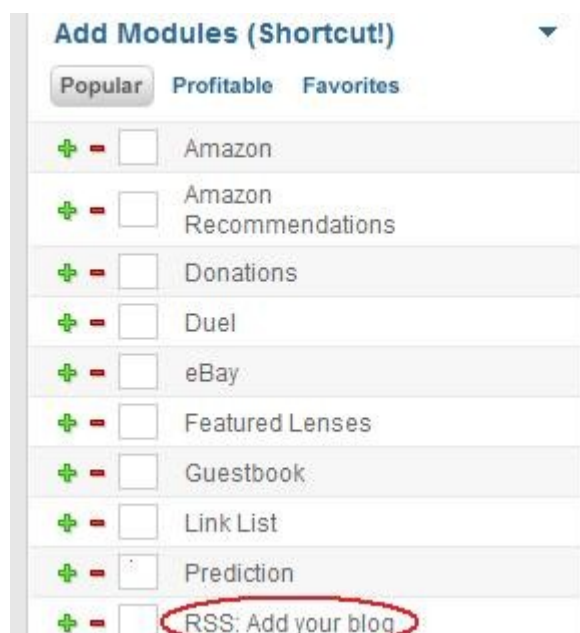 Add Modules (Shortcut!)
Popular Profitable Favorites
Amazon
Amazon
Recommendations
Donations
Duel
eBay
Featured Lenses
Guestbook
Link List
Prediction
RSS: Add your blog